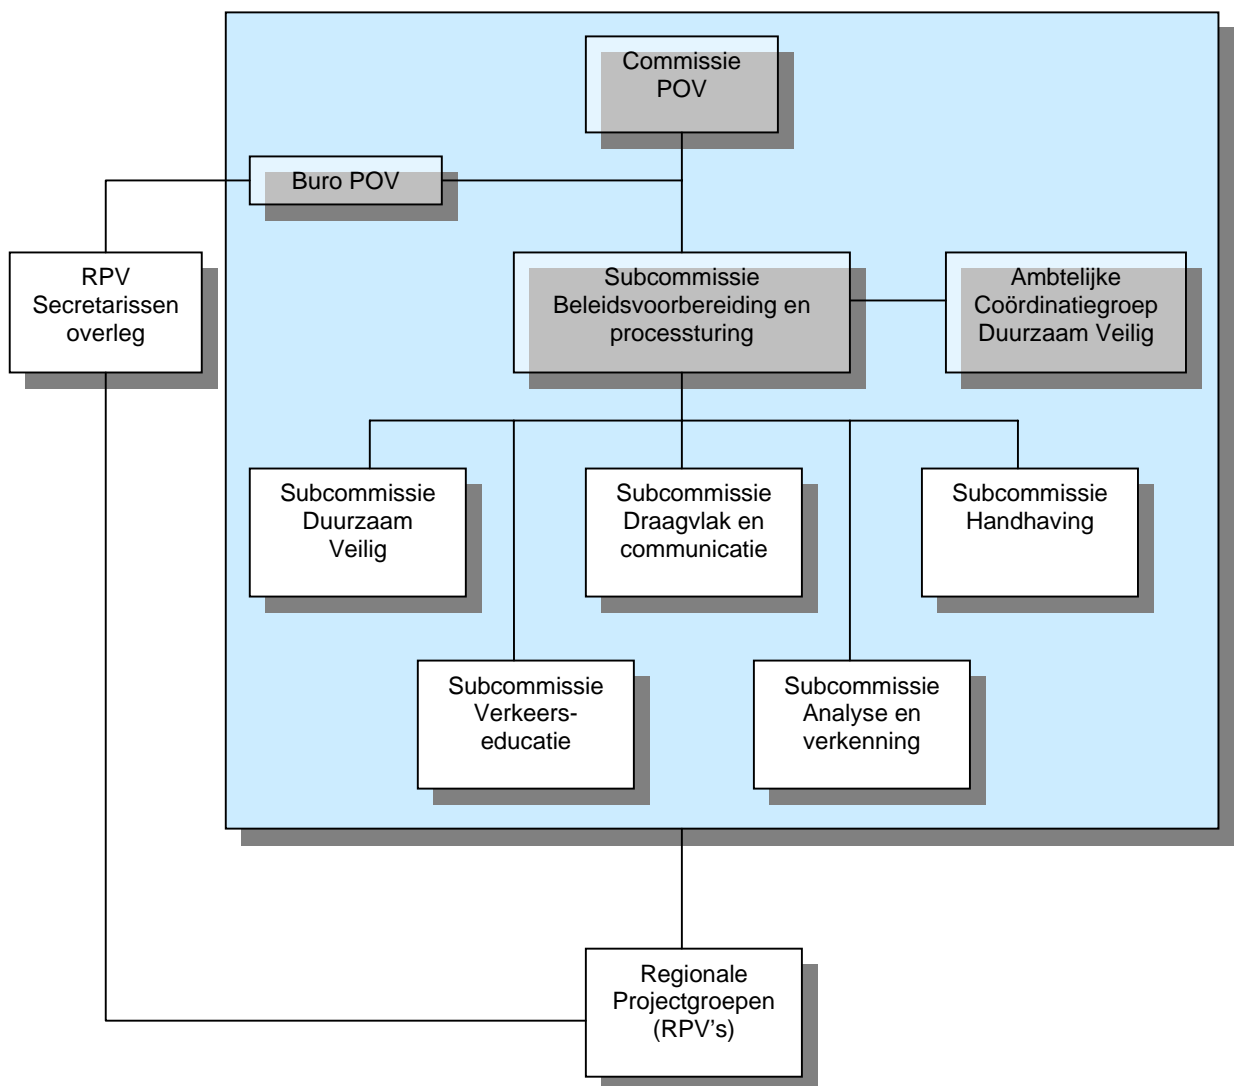 Commissie
POV
Buro POV
RPV
Secretarissen
overleg
Subcommissie
Beleidsvoorbereiding en
processturing
Ambtelijke
Coördinatiegroep
Duurzaam Veilig
Subcommissie
Duurzaam
Veilig
Subcommissie
Draagvlak en
communicatie
Subcommissie
Handhaving
Subcommissie
Verkeers-
educatie
Subcommissie
Analyse en
verkenning
Regionale
Projectgroepen
(RPV’s)